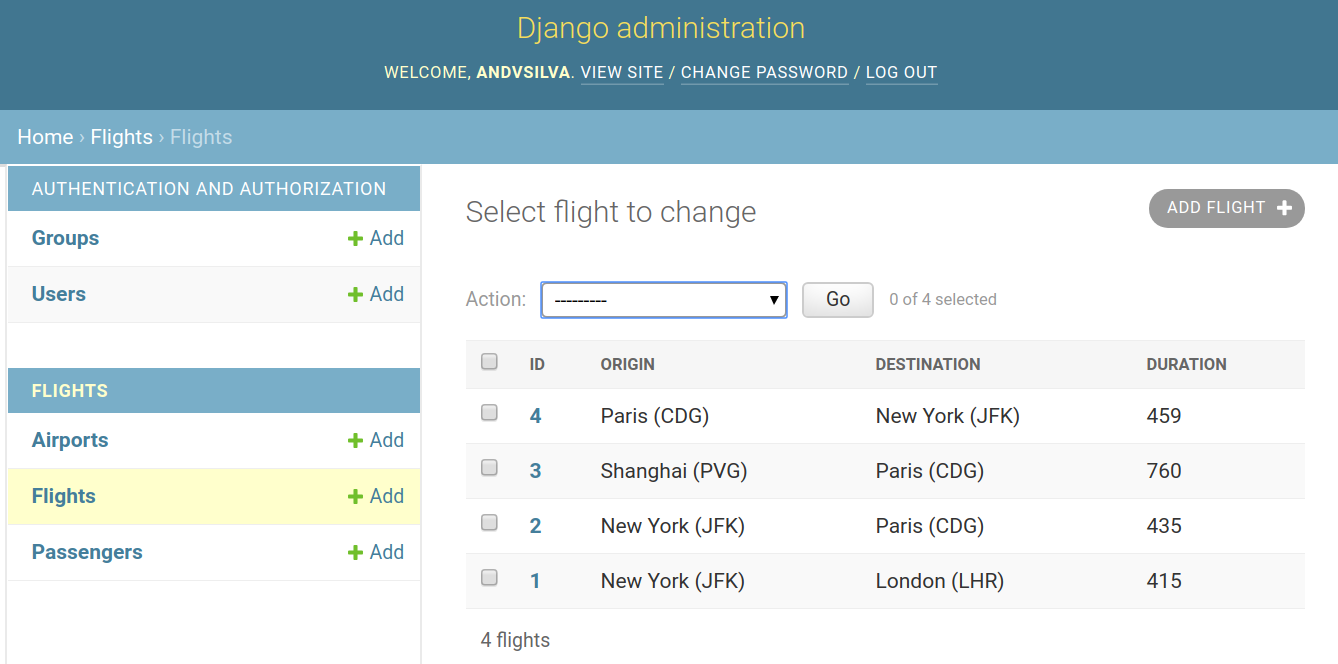 Django administration
WELCOME, ANDVSILVA. VIEW SITE / CHANGE PASSWORD / LOG OUT
Home › Flights › Flights
AUTHENTICATION AND AUTHORIZATION
Groups + Add
Users + Add
FLIGHTS
Airports + Add
Flights + Add
Passengers + Add
Select flight to change
ADD FLIGHT +
Action: --------- Go 0 of 4 selected
ID ORIGIN DESTINATION DURATION
4 Paris (CDG) New York (JFK) 459
3 Shanghai (PVG) Paris (CDG) 760
2 New York (JFK) Paris (CDG) 435
1 New York (JFK) London (LHR) 415
4 flights